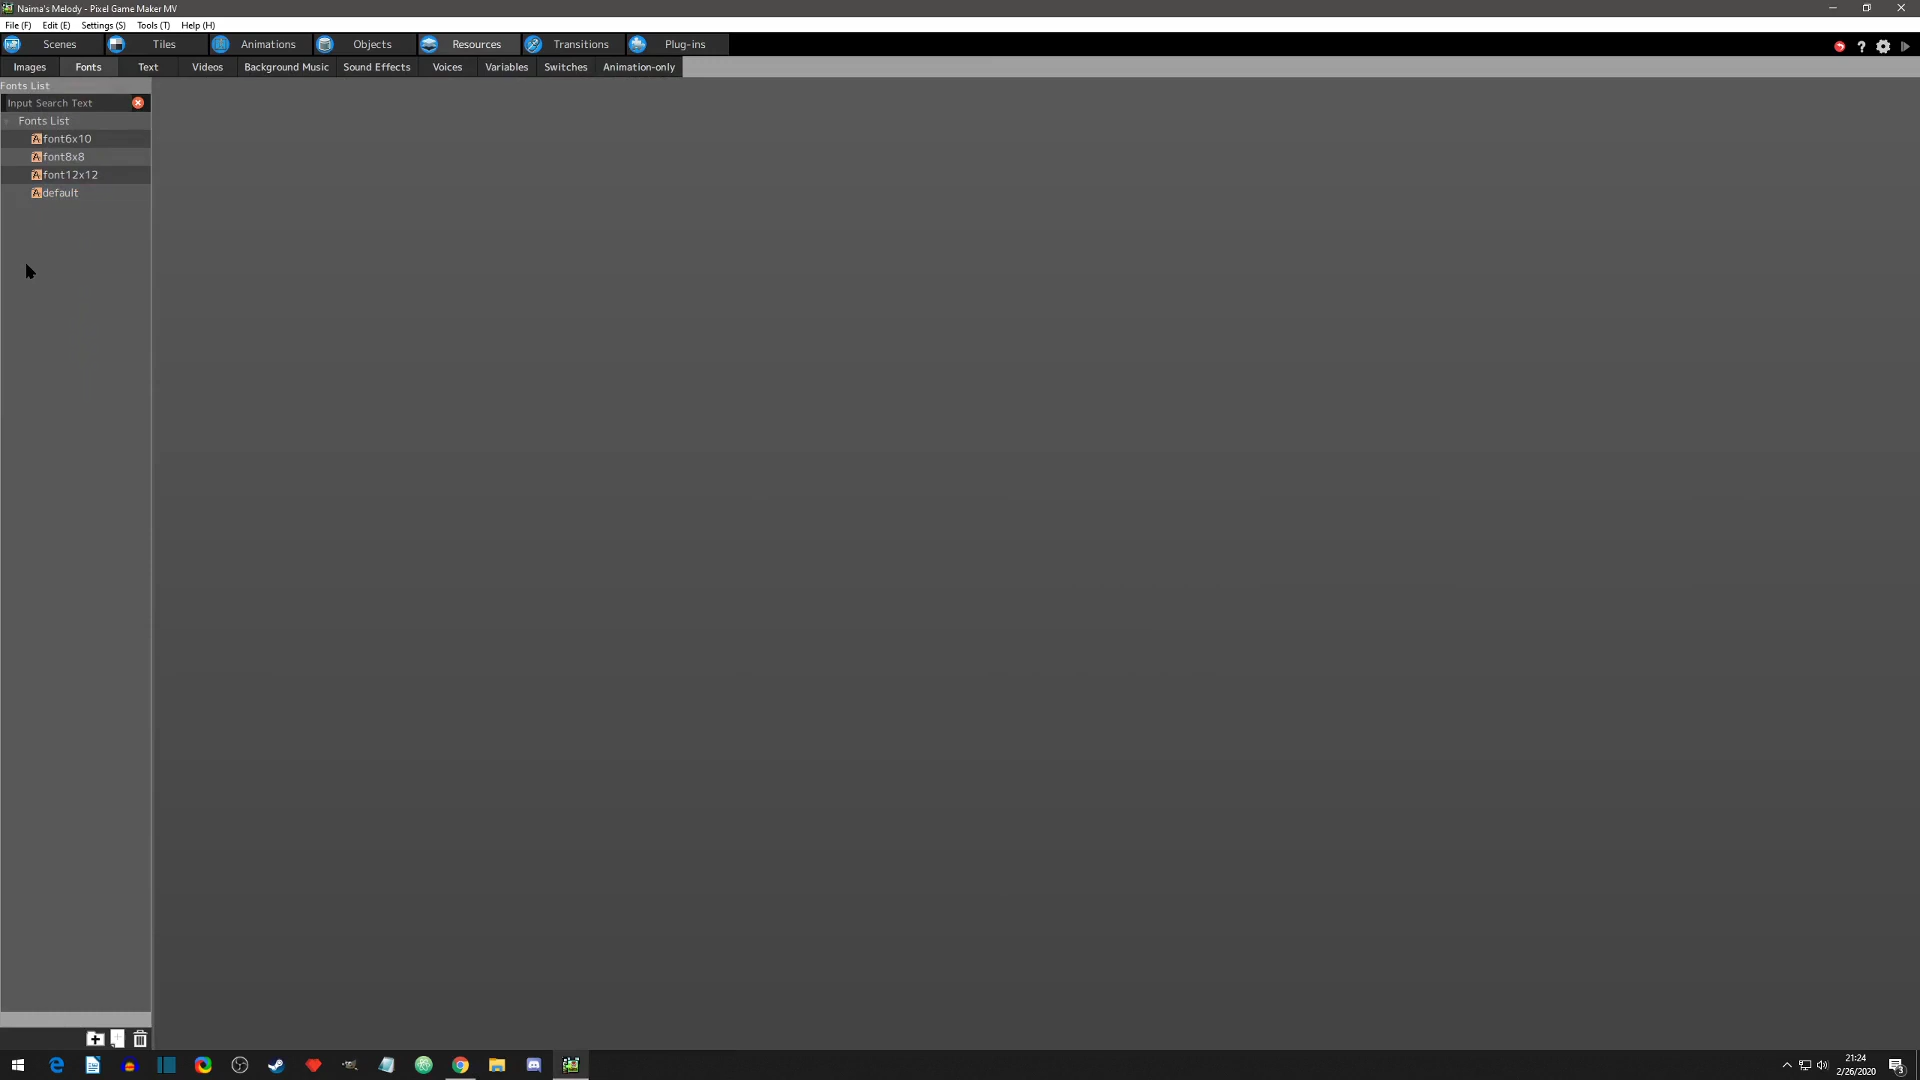 Naima's Melody - Pixel Game Maker MV
File (F) Edit (E) Settings (S) Tools (T) Help (H)
Scenes Tiles Animations Objects Resources Transitions Plug-ins
Images Fonts Text Videos Background Music Sound Effects Voices Variables Switches Animation-only
Fonts List
Input Search Text
Fonts List
font6x10
font8x8
font12x12
default
21:24
2/26/2020
3